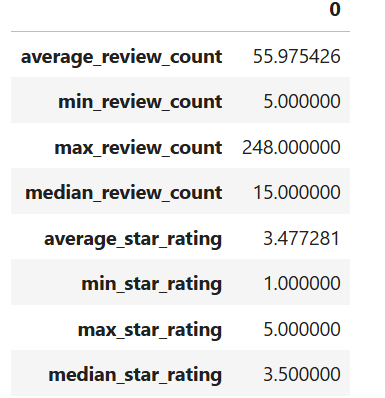 0
average_review_count 55.975426
min_review_count 5.000000
max_review_count 248.000000
median_review_count 15.000000
average_star_rating 3.477281
min_star_rating 1.000000
max_star_rating 5.000000
median_star_rating 3.500000